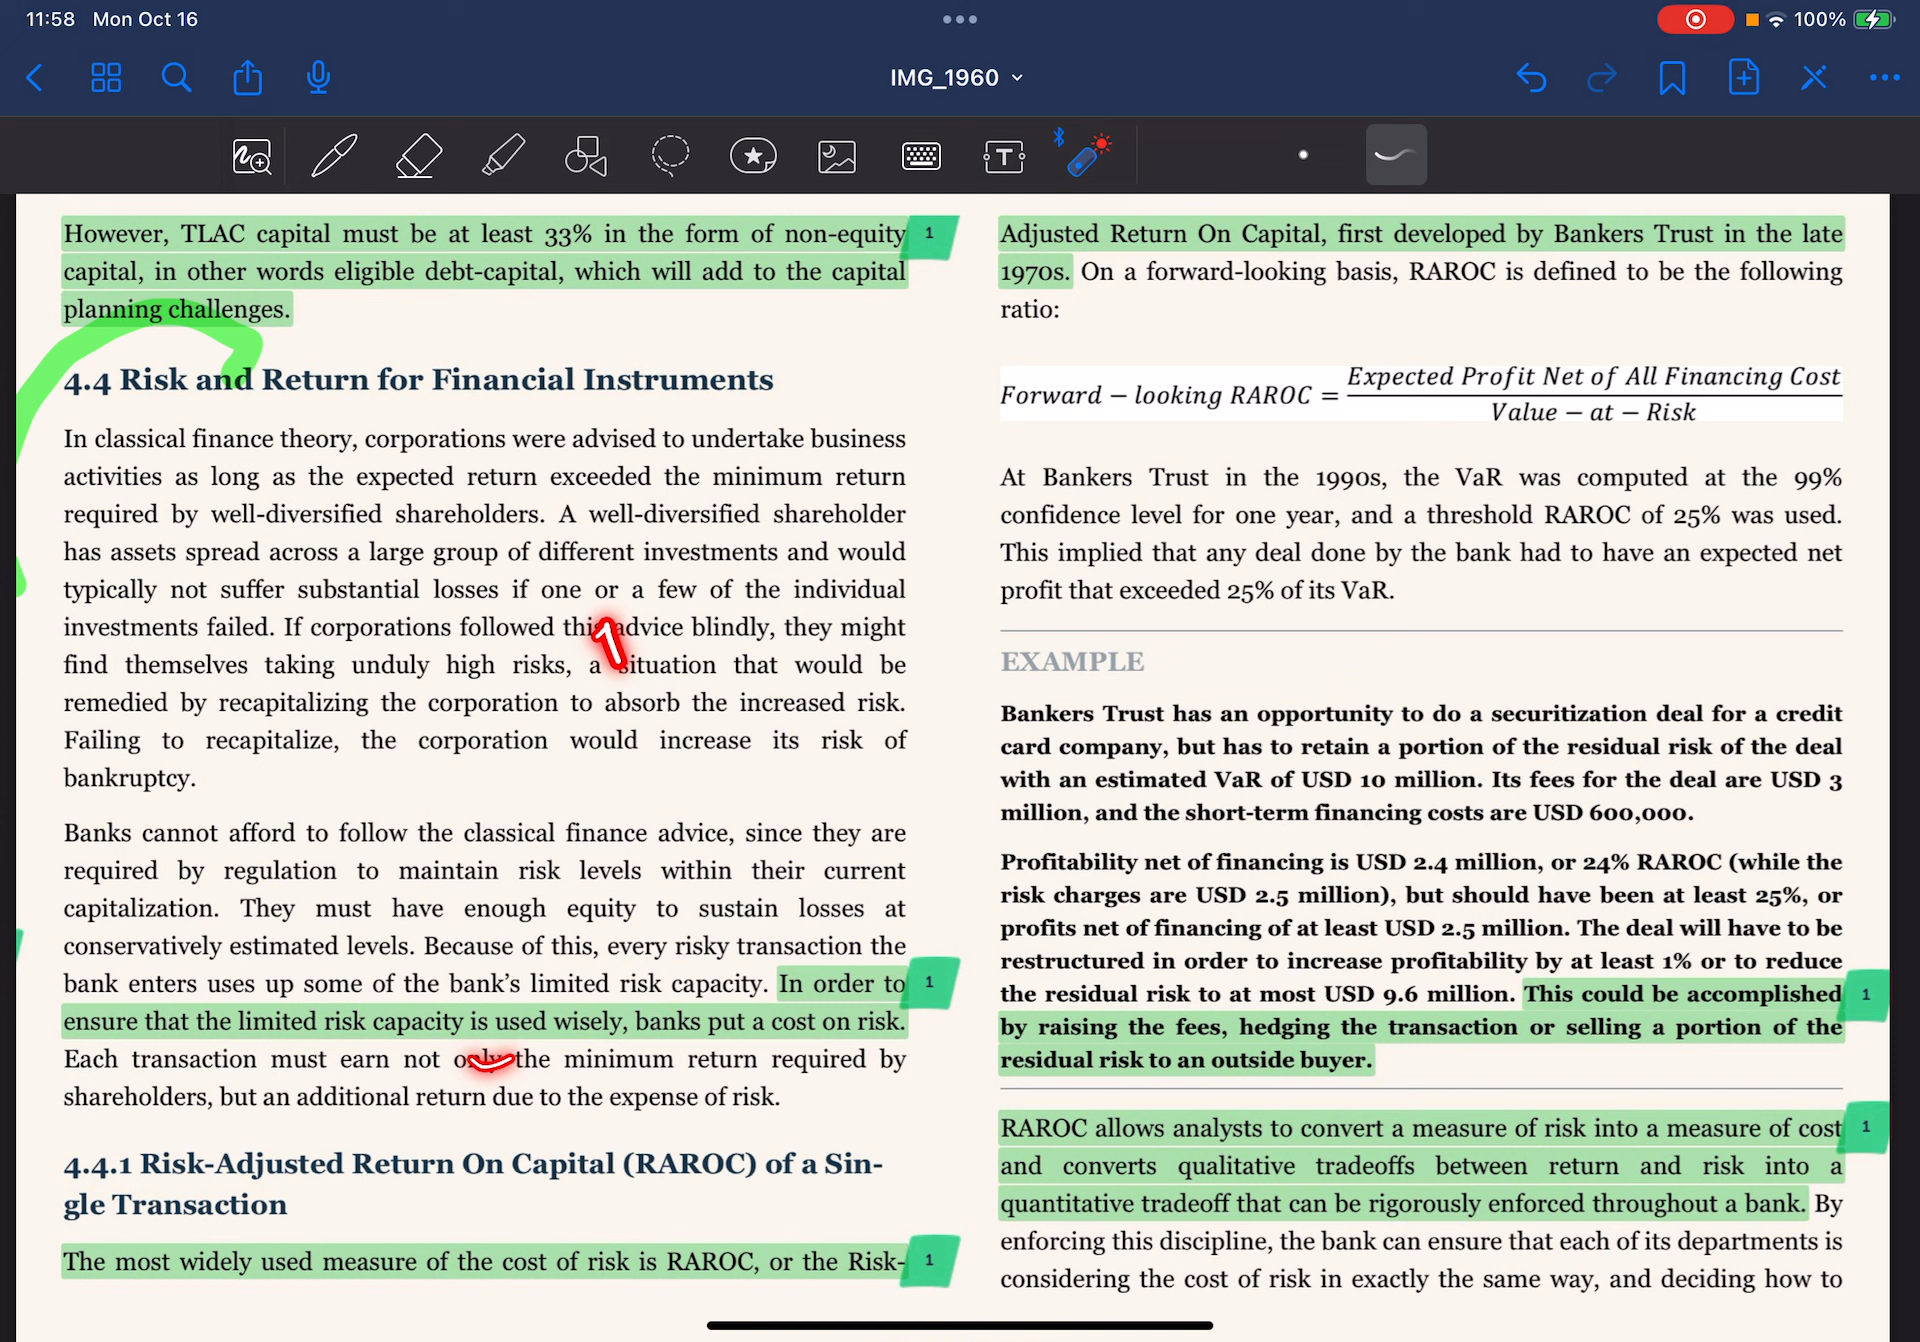 11:58 Mon Oct 16
100%
IMG_1960
T
However, TLAC capital must be at least 33% in the form of non-equity
capital, in other words eligible debt-capital, which will add to the capital
planning challenges.
1
4.4 Risk and Return for Financial Instruments
In classical finance theory, corporations were advised to undertake business
activities as long as the expected return exceeded the minimum return
required by well-diversified shareholders. A well-diversified shareholder
has assets spread across a large group of different investments and would
typically not suffer substantial losses if one or a few of the individual
investments failed. If corporations followed this advice blindly, they might
find themselves taking unduly high risks, a situation that would be
remedied by recapitalizing the corporation to absorb the increased risk.
Failing to recapitalize, the corporation would increase its risk of
bankruptcy.
Banks cannot afford to follow the classical finance advice, since they are
required by regulation to maintain risk levels within their current
capitalization. They must have enough equity to sustain losses at
conservatively estimated levels. Because of this, every risky transaction the
bank enters uses up some of the bank's limited risk capacity. In order to
1
ensure that the limited risk capacity is used wisely, banks put a cost on risk.
Each transaction must earn not only the minimum return required by
shareholders, but an additional return due to the expense of risk.
4.4.1 Risk-Adjusted Return On Capital (RAROC) of a Sin-
gle Transaction
The most widely used measure of the cost of risk is RAROC, or the Risk-
1
Adjusted Return On Capital, first developed by Bankers Trust in the late
1970s. On a forward-looking basis, RAROC is defined to be the following
ratio:
Forward – looking RAROC = Expected Profit Net of All Financing Cost
Value – at – Risk
At Bankers Trust in the 1990s, the VaR was computed at the 99%
confidence level for one year, and a threshold RAROC of 25% was used.
This implied that any deal done by the bank had to have an expected net
profit that exceeded 25% of its VaR.
EXAMPLE
Bankers Trust has an opportunity to do a securitization deal for a credit
card company, but has to retain a portion of the residual risk of the deal
with an estimated VaR of USD 10 million. Its fees for the deal are USD 3
million, and the short-term financing costs are USD 600,000.
Profitability net of financing is USD 2.4 million, or 24% RAROC (while the
risk charges are USD 2.5 million), but should have been at least 25%, or
profits net of financing of at least USD 2.5 million. The deal will have to be
restructured in order to increase profitability by at least 1% or to reduce
the residual risk to at most USD 9.6 million. This could be accomplished
1
by raising the fees, hedging the transaction or selling a portion of the
residual risk to an outside buyer.
RAROC allows analysts to convert a measure of risk into a measure of cost
1
and converts qualitative tradeoffs between return and risk into a
quantitative tradeoff that can be rigorously enforced throughout a bank. By
enforcing this discipline, the bank can ensure that each of its departments is
considering the cost of risk in exactly the same way, and deciding how to